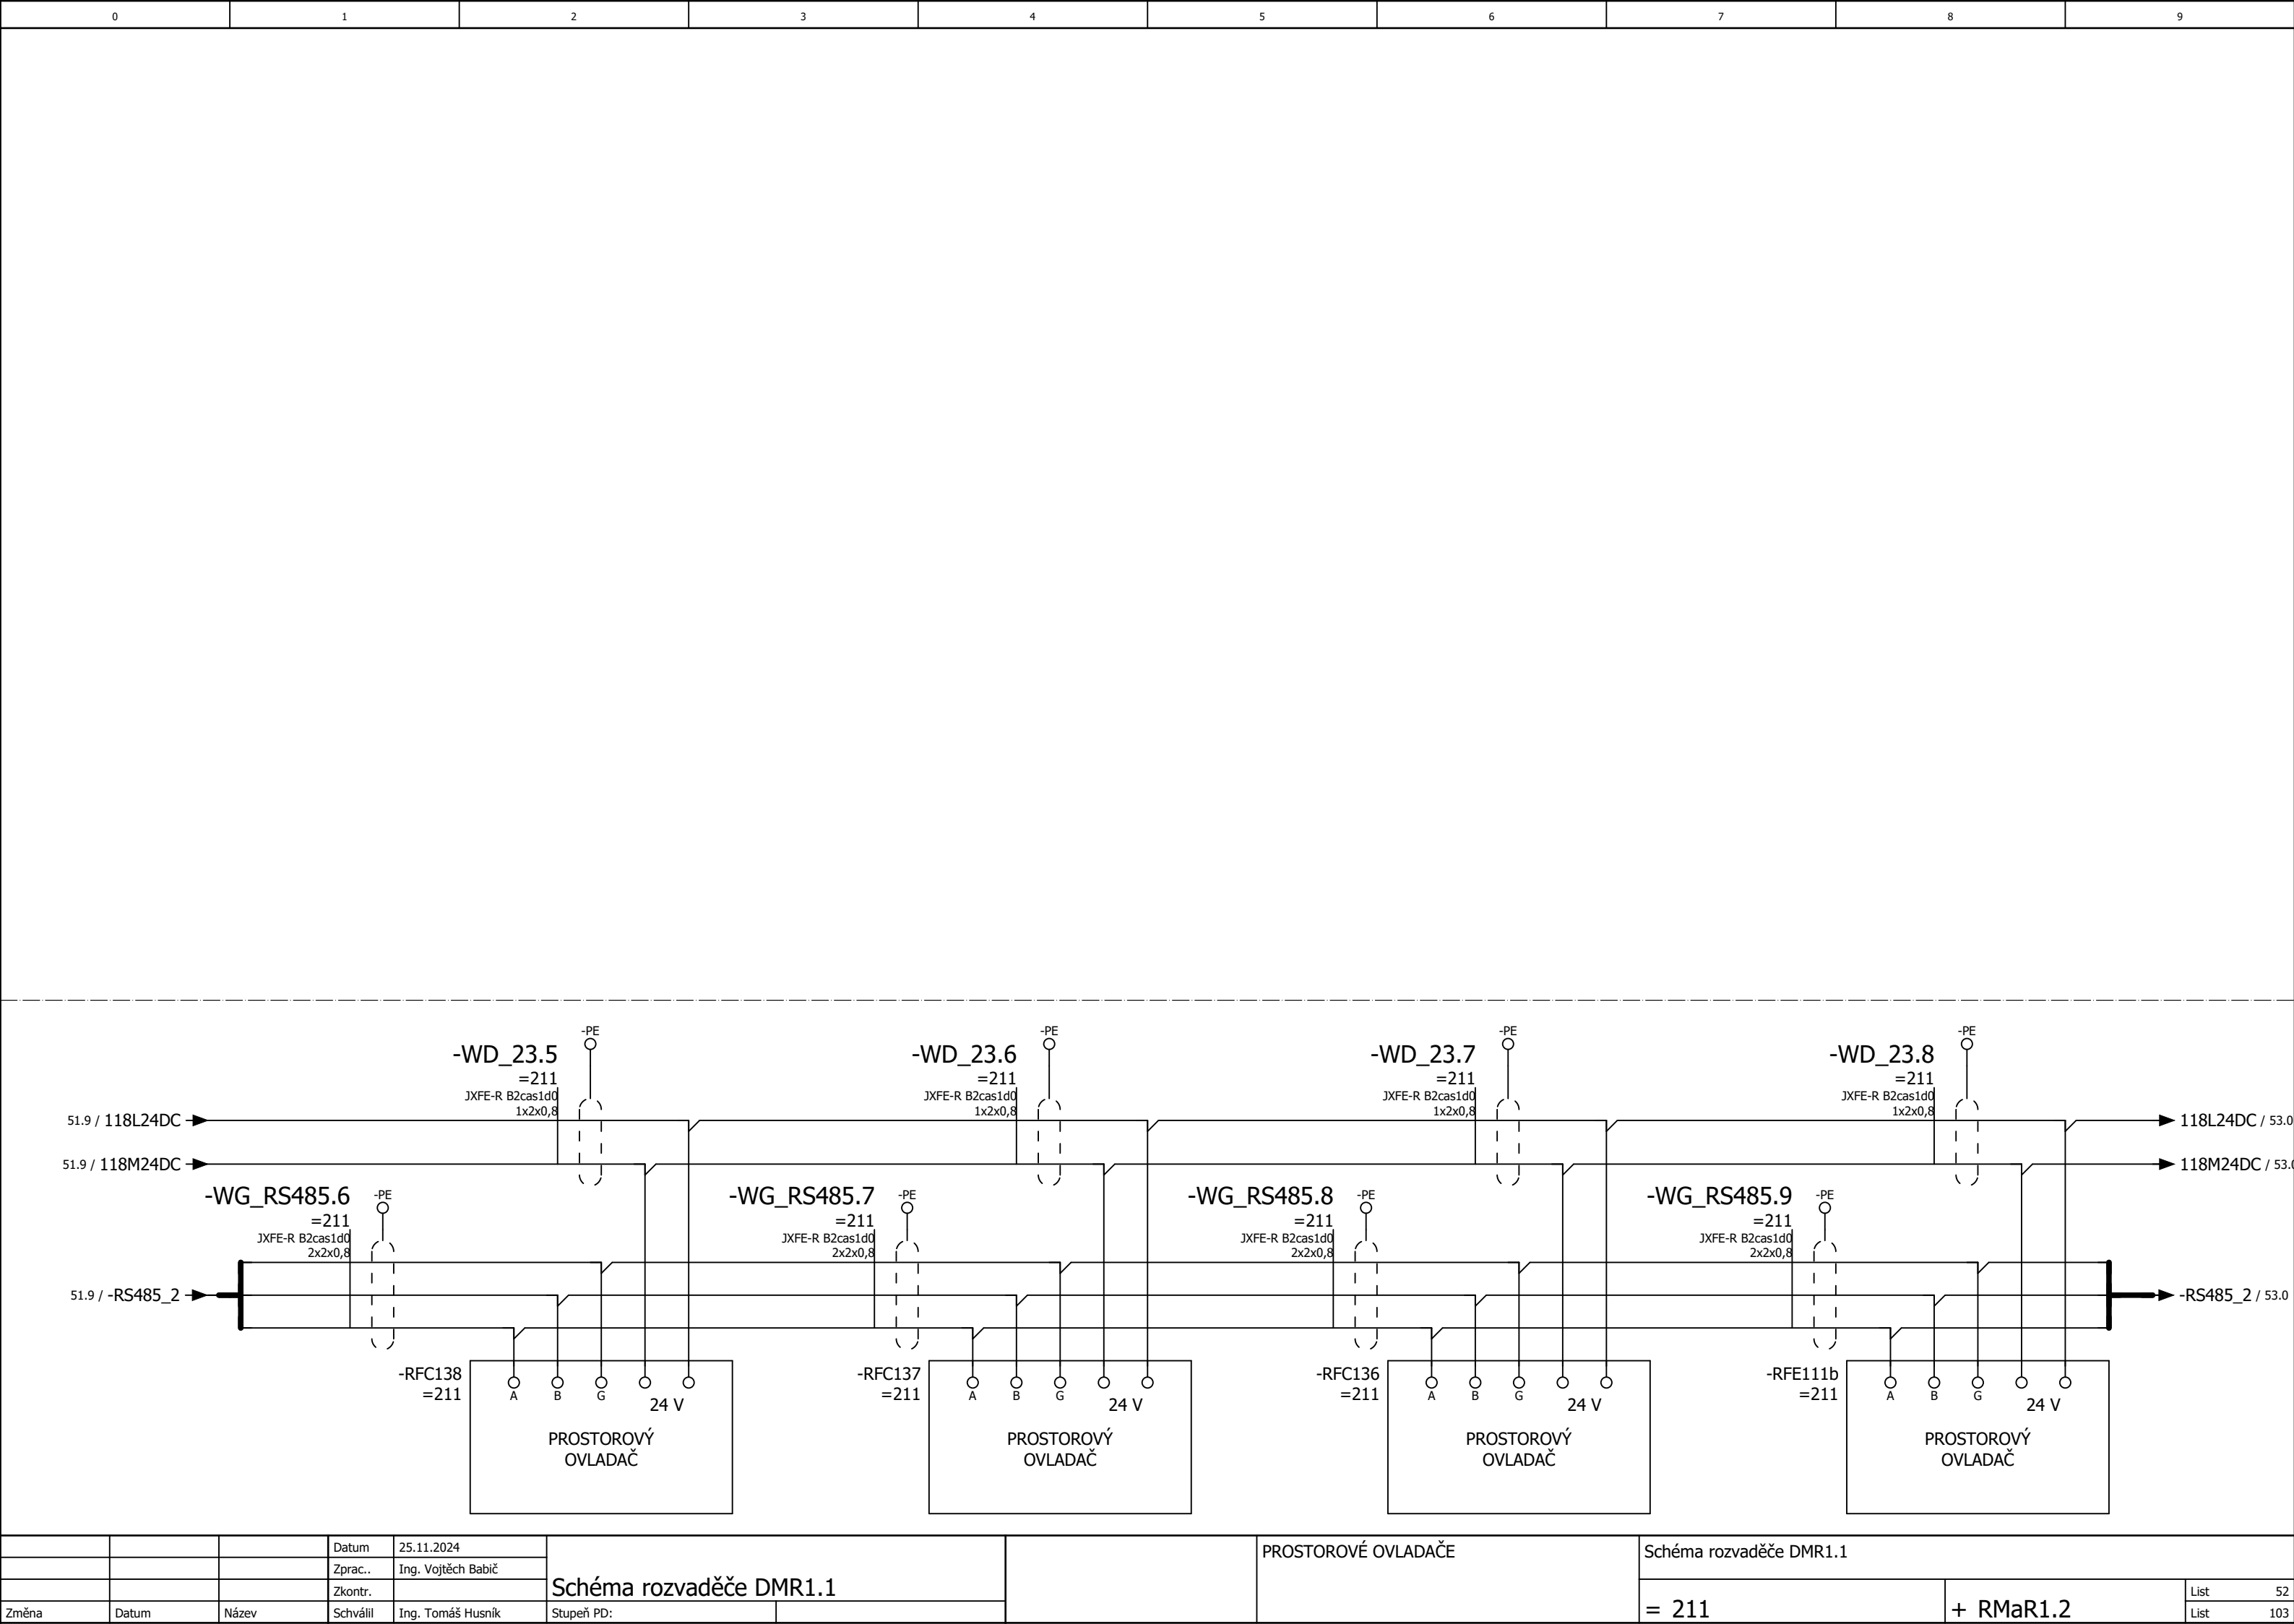 0 1 2 3 4 5 6 7 8 9
-PE -PE -PE -PE
-WD_23.5 -WD_23.6 -WD_23.7 -WD_23.8
=211 =211 =211 =211
JXFE-R B2cas1d0 JXFE-R B2cas1d0 JXFE-R B2cas1d0 JXFE-R B2cas1d0
1x2x0,8 1x2x0,8 1x2x0,8 1x2x0,8
51.9 / 118L24DC 118L24DC / 53.0
51.9 / 118M24DC 118M24DC / 53.0
-WG_RS485.6 -PE -WG_RS485.7 -PE -WG_RS485.8 -PE -WG_RS485.9 -PE
=211 =211 =211 =211
JXFE-R B2cas1d0 JXFE-R B2cas1d0 JXFE-R B2cas1d0 JXFE-R B2cas1d0
2x2x0,8 2x2x0,8 2x2x0,8 2x2x0,8
51.9 / -RS485_2 -RS485_2 / 53.0
-RFC138 -RFC137 -RFC136 -RFE111b
=211 A B G =211 A B G =211 A B G =211 A B G
24 V 24 V 24 V 24 V
PROSTOROVÝ PROSTOROVÝ PROSTOROVÝ PROSTOROVÝ
OVLADAČ OVLADAČ OVLADAČ OVLADAČ
Datum 25.11.2024 PROSTOROVÉ OVLADAČE Schéma rozvaděče DMR1.1
Zprac.. Ing. Vojtěch Babič
Zkontr. Schéma rozvaděče DMR1.1 List 52
Změna Datum Název Schválil Ing. Tomáš Husník Stupeň PD: = 211 + RMaR1.2 List 103